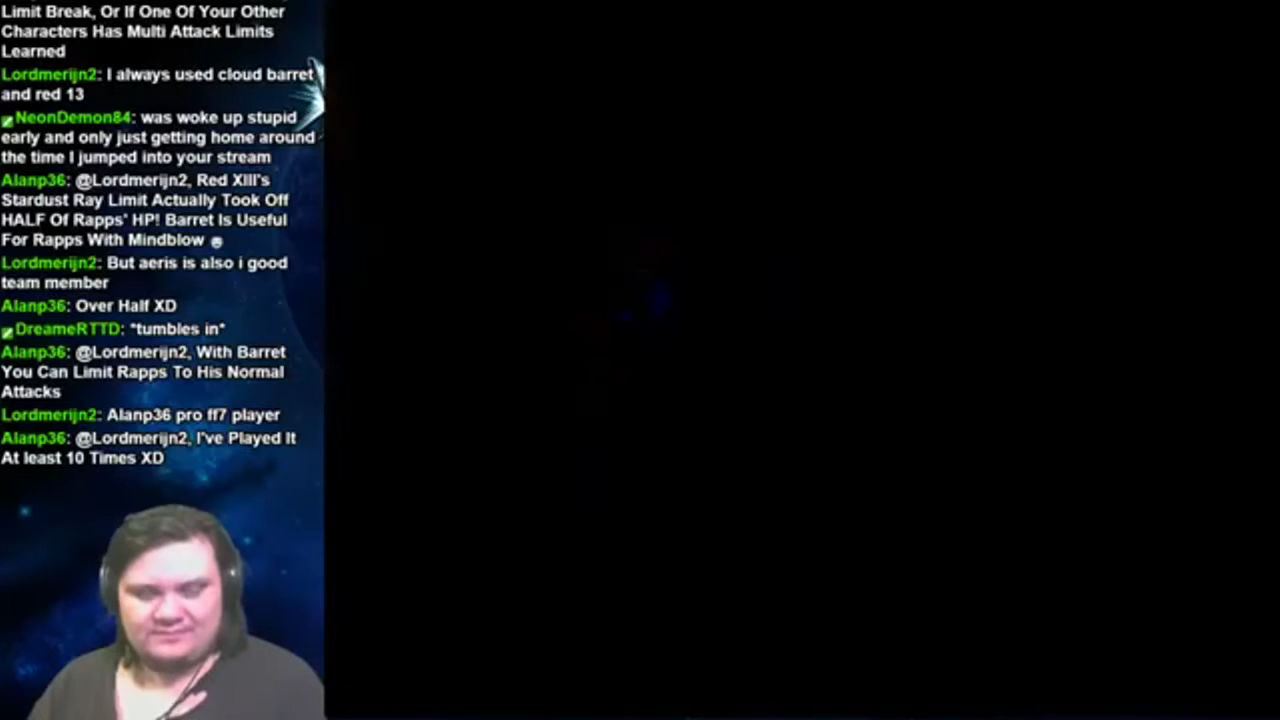 Limit Break, Or If One Of Your Other
Characters Has Multi Attack Limits
Learned
Lordmerijn2: I always used cloud barret
and red 13
NeonDemon84: was woke up stupid
early and only just getting home around
the time I jumped into your stream
Alanp36: @Lordmerijn2, Red XIII's
Stardust Ray Limit Actually Took Off
HALF Of Rapps' HP! Barret Is Useful
For Rapps With Mindblow
Lordmerijn2: But aeris is also i good
team member
Alanp36: Over Half XD
DreameRTTD: *tumbles in*
Alanp36: @Lordmerijn2, With Barret
You Can Limit Rapps To His Normal
Attacks
Lordmerijn2: Alanp36 pro ff7 player
Alanp36: @Lordmerijn2, I've Played It
At least 10 Times XD